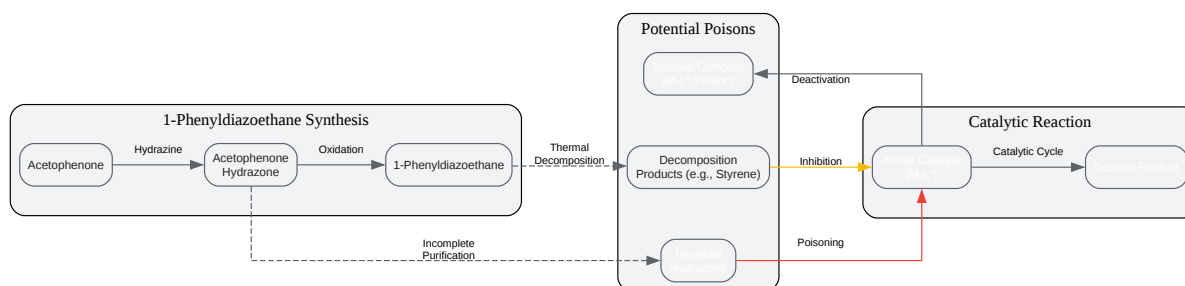 Potential Poisons
Inactive Complex
[M-L*-Poison]
Deactivation
1-Phenyldiazoethane Synthesis
Catalytic Reaction
Acetophenone
Hydrazine
Acetophenone
Hydrazone
Oxidation
1-Phenyldiazoethane
Thermal
Decomposition
Decomposition
Products (e.g., Styrene)
Inhibition
Active Catalyst
[M-L*]
Catalytic Cycle
Desired Product
Incomplete
Purification
Residual
Hydrazone
Poisoning